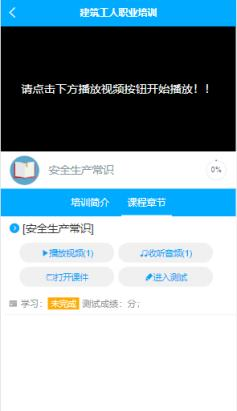 建筑工人职业培训
请点击下方播放视频按钮开始播放！！
安全生产常识
0%
培训简介 课程章节
[安全生产常识]
播放视频(1) 收听音频(1)
打开课件 进入测试
学习：未完成 测试成绩：分；